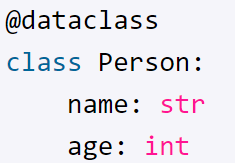 @dataclass
class Person:
    name: str
    age: int